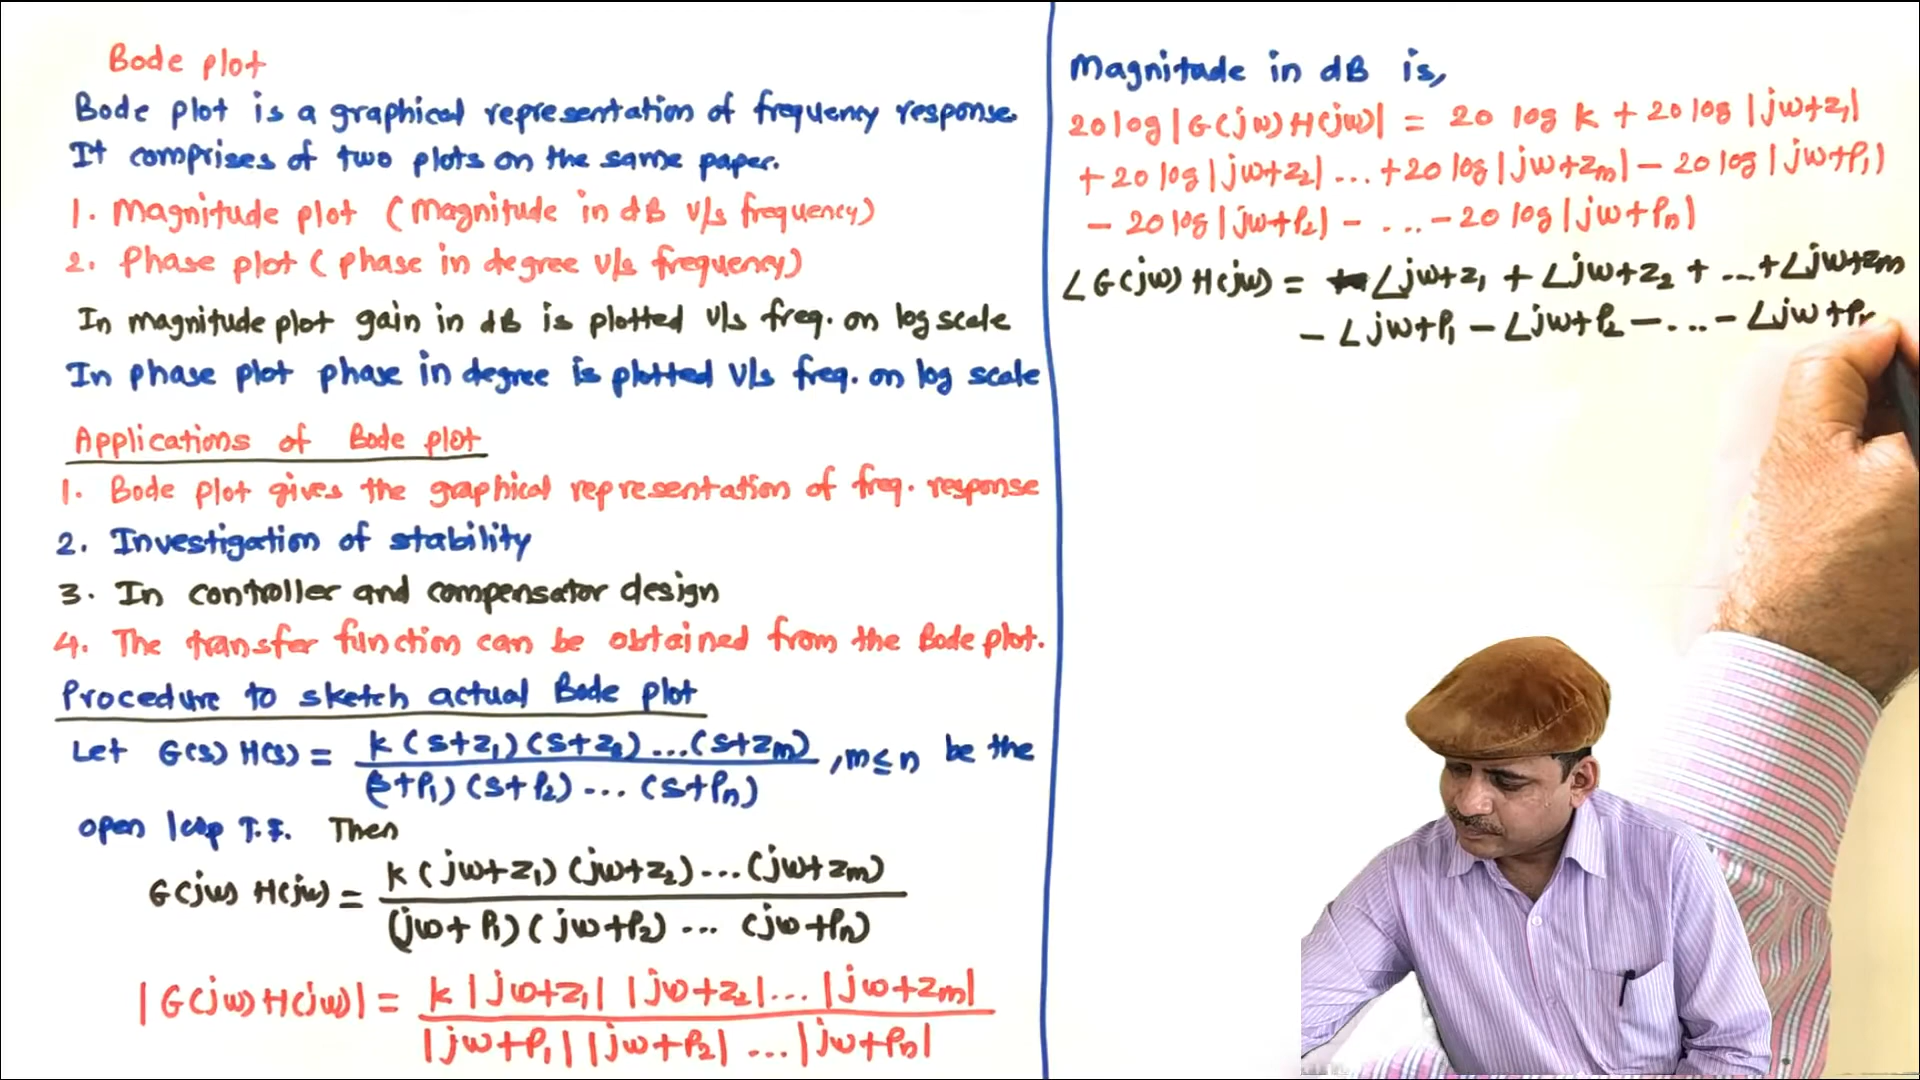 Bode plot
Bode plot is a graphical representation of frequency response.
It comprises of two plots on the same paper.
1. Magnitude plot (Magnitude in dB v/s frequency)
2. Phase plot (phase in degree v/s frequency)
In magnitude plot gain in dB is plotted v/s freq. on log scale
In phase plot phase in degree is plotted v/s freq. on log scale
Applications of Bode plot
1. Bode plot gives the graphical representation of freq. response
2. Investigation of stability
3. In controller and compensator design
4. The transfer function can be obtained from the Bode plot.
Procedure to sketch actual Bode plot
Let G(s) H(s) = K(s+z₁)(s+z₂)...(s+zm) / (s+P₁)(s+P₂)...(s+Pn), m≤n be the
open loop T.F. Then
G(jω) H(jω) = K(jω+z₁)(jω+z₂)...(jω+zm) / (jω+P₁)(jω+P₂)...(jω+Pn)
|G(jω)H(jω)| = K|jω+z₁| |jω+z₂|...|jω+zm| / |jω+P₁| |jω+P₂| ...|jω+Pn|
Magnitude in dB is,
20log|G(jω)H(jω)| = 20 log K + 20 log |jω+z₁|
+ 20 log|jω+z₂| ...+20 log|jω+zm| - 20 log|jω+P₁|
- 20 log|jω+P₂| - ...- 20 log|jω+Pn|
∠G(jω) H(jω) = ∠jω+z₁ + ∠jω+z₂ + ...+∠jω+zm
- ∠jω+P₁ - ∠jω+P₂ - ... - ∠jω+P